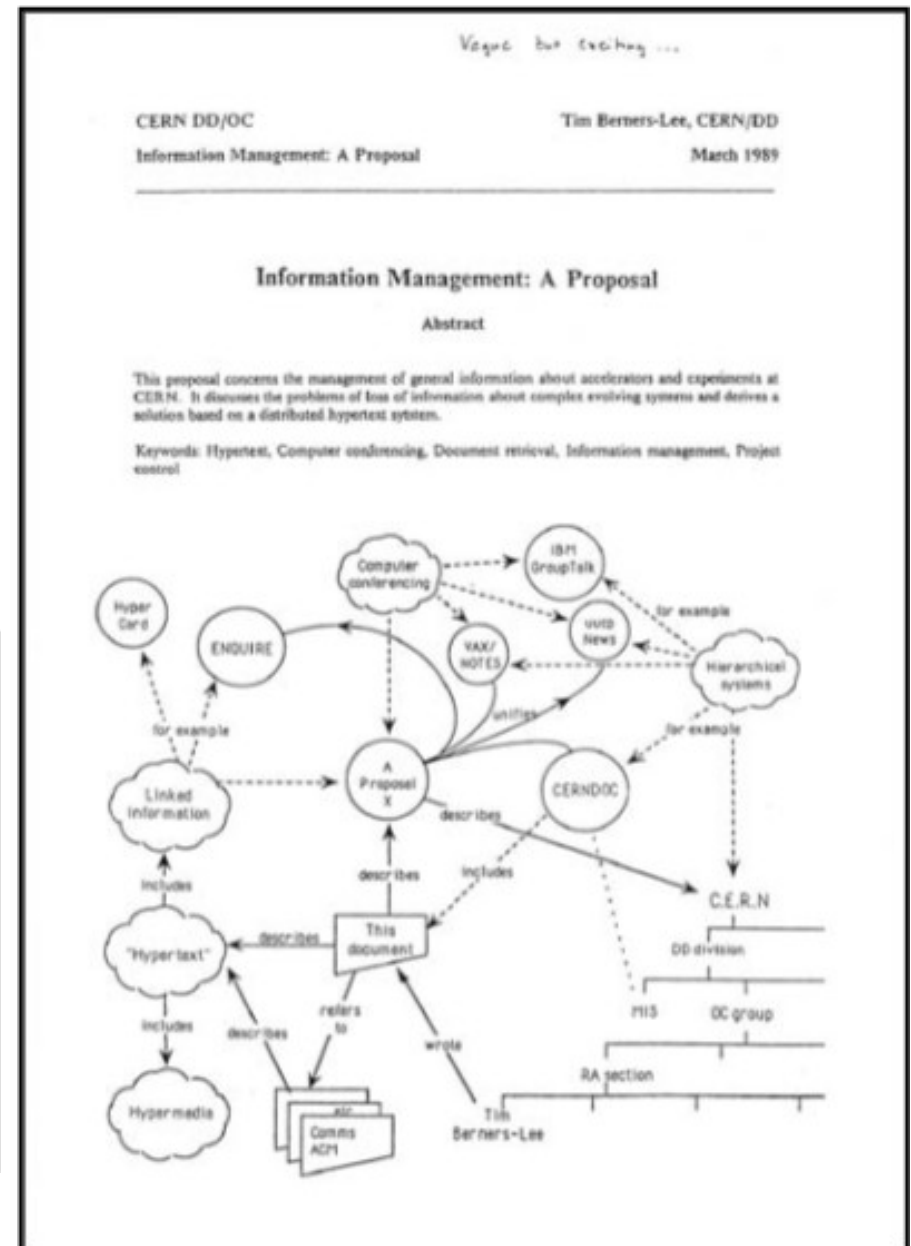 Vague but exciting ...
CERN DD/OC
Tim Berners-Lee, CERN/DD
Information Management: A Proposal
March 1989
Information Management: A Proposal
Abstract
This proposal concerns the management of general information about accelerators and experiments at
CERN. It discusses the problems of loss of information about complex evolving systems and derives a
solution based on a distributed hypertext sytstem.
Keywords: Hypertext, Computer conferencing, Document retrieval, Information management, Project
control
IBM
GroupTalk
Computer
conferencing
Hyper
Card
for example
uucp
News
ENQUIRE
VAX/
NOTES
Hierarchical
systems
unifies
for example
for example
A
Proposal
X
CERNDOC
Linked
information
describes
describes
includes
includes
C.E.R.N
This
document
describes
DD division
"Hypertext"
refers
to
MIS
OC group
includes
describes
wrote
RA section
Hypermedia
etc
Comms
ACM
Tim
Berners-Lee